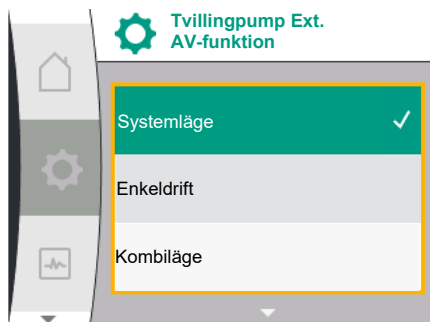 Tvillingpump Ext.
AV-funktion
Systemläge
Enkeldrift
Kombiläge